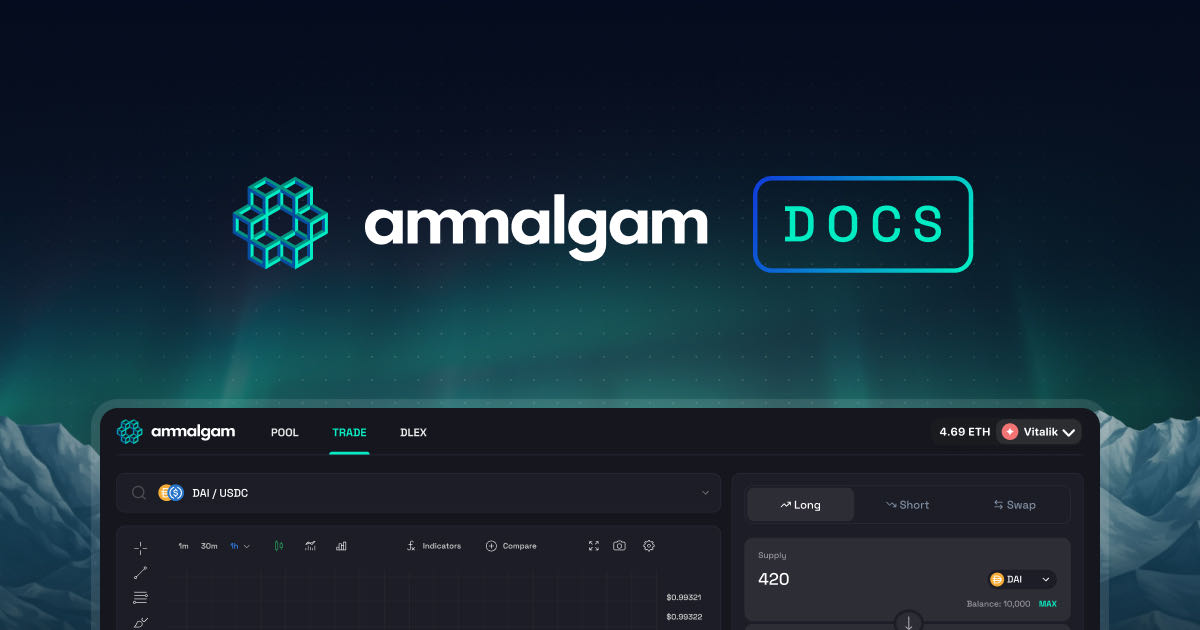 ammalgam
DOCS
ammalgam POOL TRADE DLEX 4.69 ETH Vitalik
DAI / USDC
Long Short Swap
1m 30m 1h Indicators Compare
Supply
420 DAI
Balance: 10,000 MAX
$0.99321
$0.99322